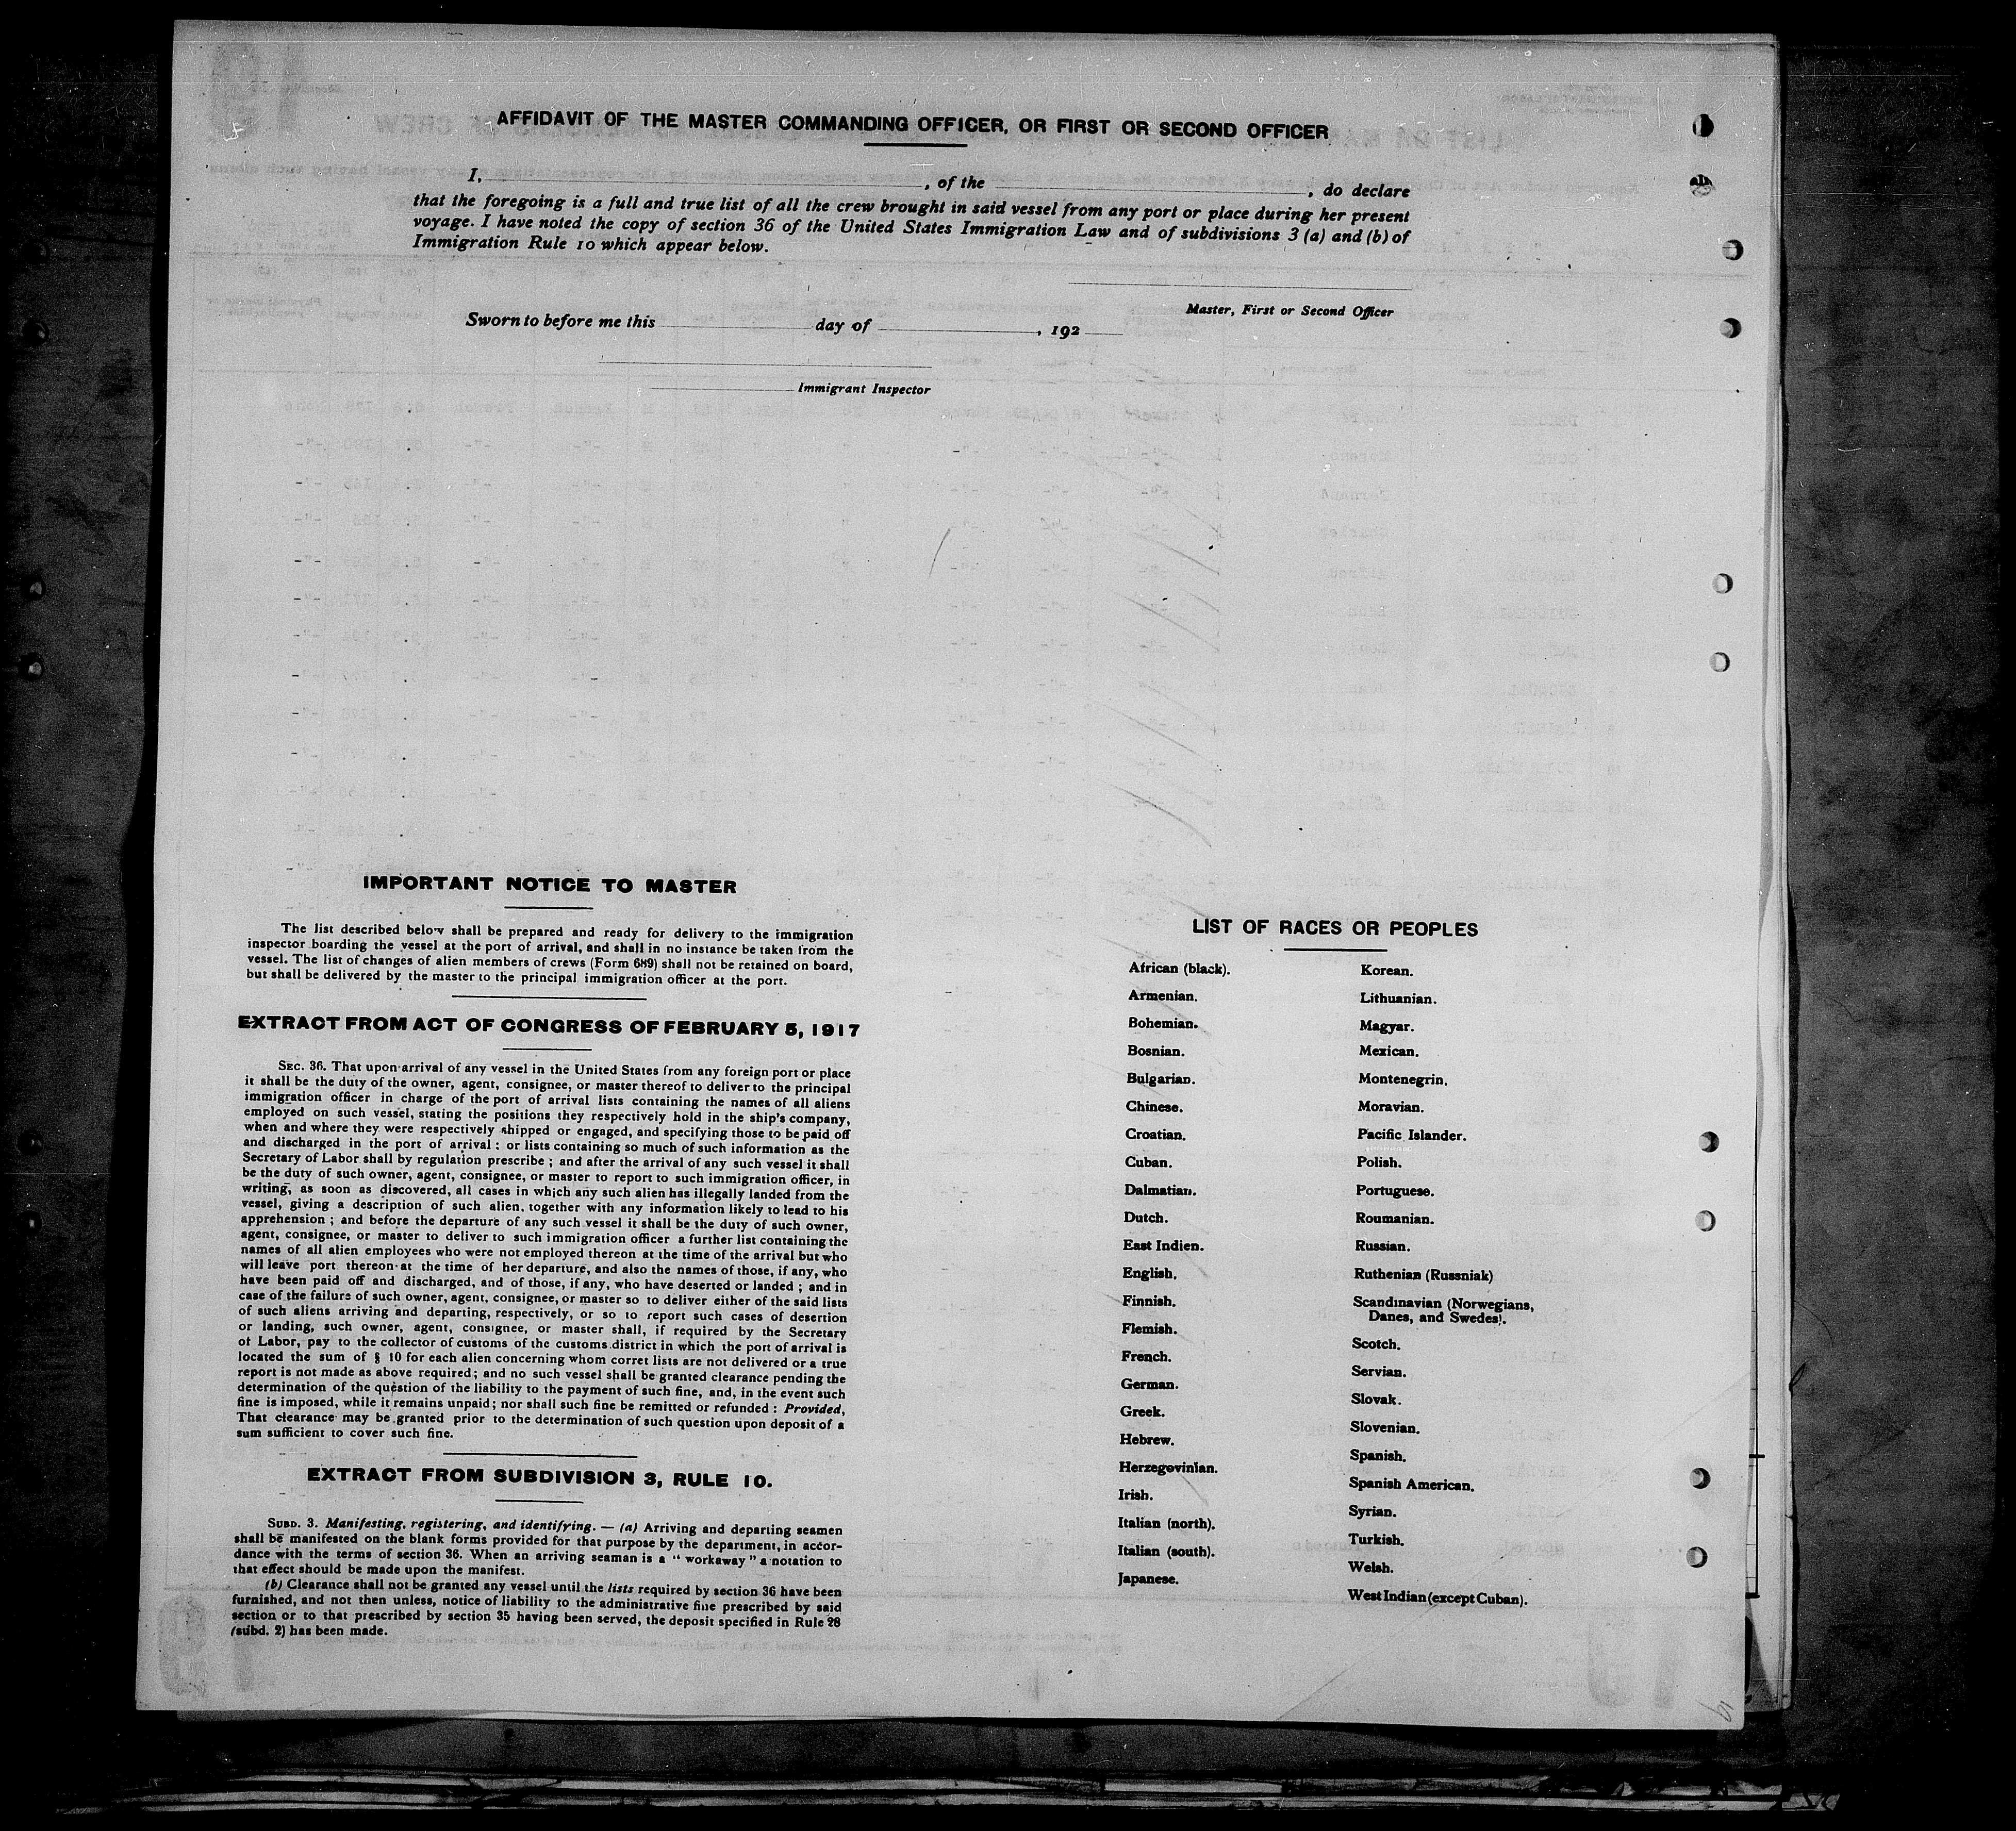 AFFIDAVIT OF THE MASTER COMMANDING OFFICER, OR FIRST OR SECOND OFFICER
I, , of the , do declare
that the foregoing is a full and true list of all the crew brought in said vessel from any port or place during her present
voyage. I have noted the copy of section 36 of the United States Immigration Law and of subdivisions 3 (a) and (b) of
Immigration Rule 10 which appear below.
Master, First or Second Officer
Sworn to before me this day of , 192
Immigrant Inspector
IMPORTANT NOTICE TO MASTER
The list described below shall be prepared and ready for delivery to the immigration
inspector boarding the vessel at the port of arrival, and shall in no instance be taken from the
vessel. The list of changes of alien members of crews (Form 689) shall not be retained on board,
but shall be delivered by the master to the principal immigration officer at the port.
EXTRACT FROM ACT OF CONGRESS OF FEBRUARY 5, 1917
SEC. 36. That upon arrival of any vessel in the United States from any foreign port or place
it shall be the duty of the owner, agent, consignee, or master thereof to deliver to the principal
immigration officer in charge of the port of arrival lists containing the names of all aliens
employed on such vessel, stating the positions they respectively hold in the ship's company,
when and where they were respectively shipped or engaged, and specifying those to be paid off
and discharged in the port of arrival : or lists containing so much of such information as the
Secretary of Labor shall by regulation prescribe ; and after the arrival of any such vessel it shall
be the duty of such owner, agent, consignee, or master to report to such immigration officer, in
writing, as soon as discovered, all cases in which any such alien has illegally landed from the
vessel, giving a description of such alien, together with any information likely to lead to his
apprehension ; and before the departure of any such vessel it shall be the duty of such owner,
agent, consignee, or master to deliver to such immigration officer a further list containing the
names of all alien employees who were not employed thereon at the time of the arrival but who
will leave port thereon at the time of her departure, and also the names of those, if any, who
have been paid off and discharged, and of those, if any, who have deserted or landed ; and in
case of the failure of such owner, agent, consignee, or master so to deliver either of the said lists
of such aliens arriving and departing, respectively, or so to report such cases of desertion
or landing, such owner, agent, consignee, or master shall, if required by the Secretary
of Labor, pay to the collector of customs of the customs district in which the port of arrival is
located the sum of § 10 for each alien concerning whom corret lists are not delivered or a true
report is not made as above required ; and no such vessel shall be granted clearance pending the
determination of the question of the liability to the payment of such fine, and, in the event such
fine is imposed, while it remains unpaid ; nor shall such fine be remitted or refunded : Provided,
That clearance may be granted prior to the determination of such question upon deposit of a
sum sufficient to cover such fine.
EXTRACT FROM SUBDIVISION 3, RULE 10.
SUBD. 3. Manifesting, registering, and identifying. — (a) Arriving and departing seamen
shall be manifested on the blank forms provided for that purpose by the department, in accor-
dance with the terms of section 36. When an arriving seaman is a " workaway " a notation to
that effect should be made upon the manifest.
(b) Clearance shall not be granted any vessel until the lists required by section 36 have been
furnished, and not then unless, notice of liability to the administrative fine prescribed by said
section or to that prescribed by section 35 having been served, the deposit specified in Rule 28
(subd. 2) has been made.
LIST OF RACES OR PEOPLES
African (black).
Armenian.
Bohemian.
Bosnian.
Bulgarian.
Chinese.
Croatian.
Cuban.
Dalmatian.
Dutch.
East Indien.
English.
Finnish.
Flemish.
French.
German.
Greek.
Hebrew.
Herzegovinian.
Irish.
Italian (north).
Italian (south).
Japanese.
Korean.
Lithuanian.
Magyar.
Mexican.
Montenegrin.
Moravian.
Pacific Islander.
Polish.
Portuguese.
Roumanian.
Russian.
Ruthenian (Russniak)
Scandinavian (Norwegians,
Danes, and Swedes).
Scotch.
Servian.
Slovak.
Slovenian.
Spanish.
Spanish American.
Syrian.
Turkish.
Welsh.
West Indian (except Cuban).